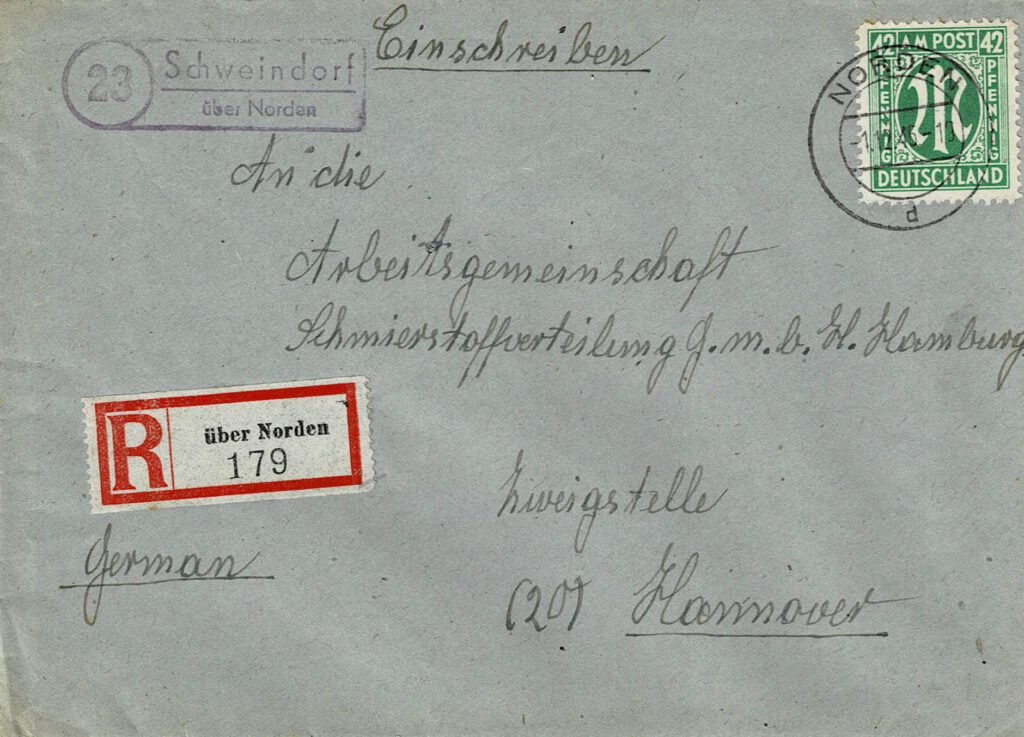 Einschreiben
23 Schweindorf
über Norden
42 AM POST 42
PFENNIG PFENNIG
M
DEUTSCHLAND
NORDEN
d
An die
Arbeitsgemeinschaft
Schmierstoffverteilung G.m.b.H. Hamburg
R über Norden
179
Zweigstelle
German
(20) Hannover